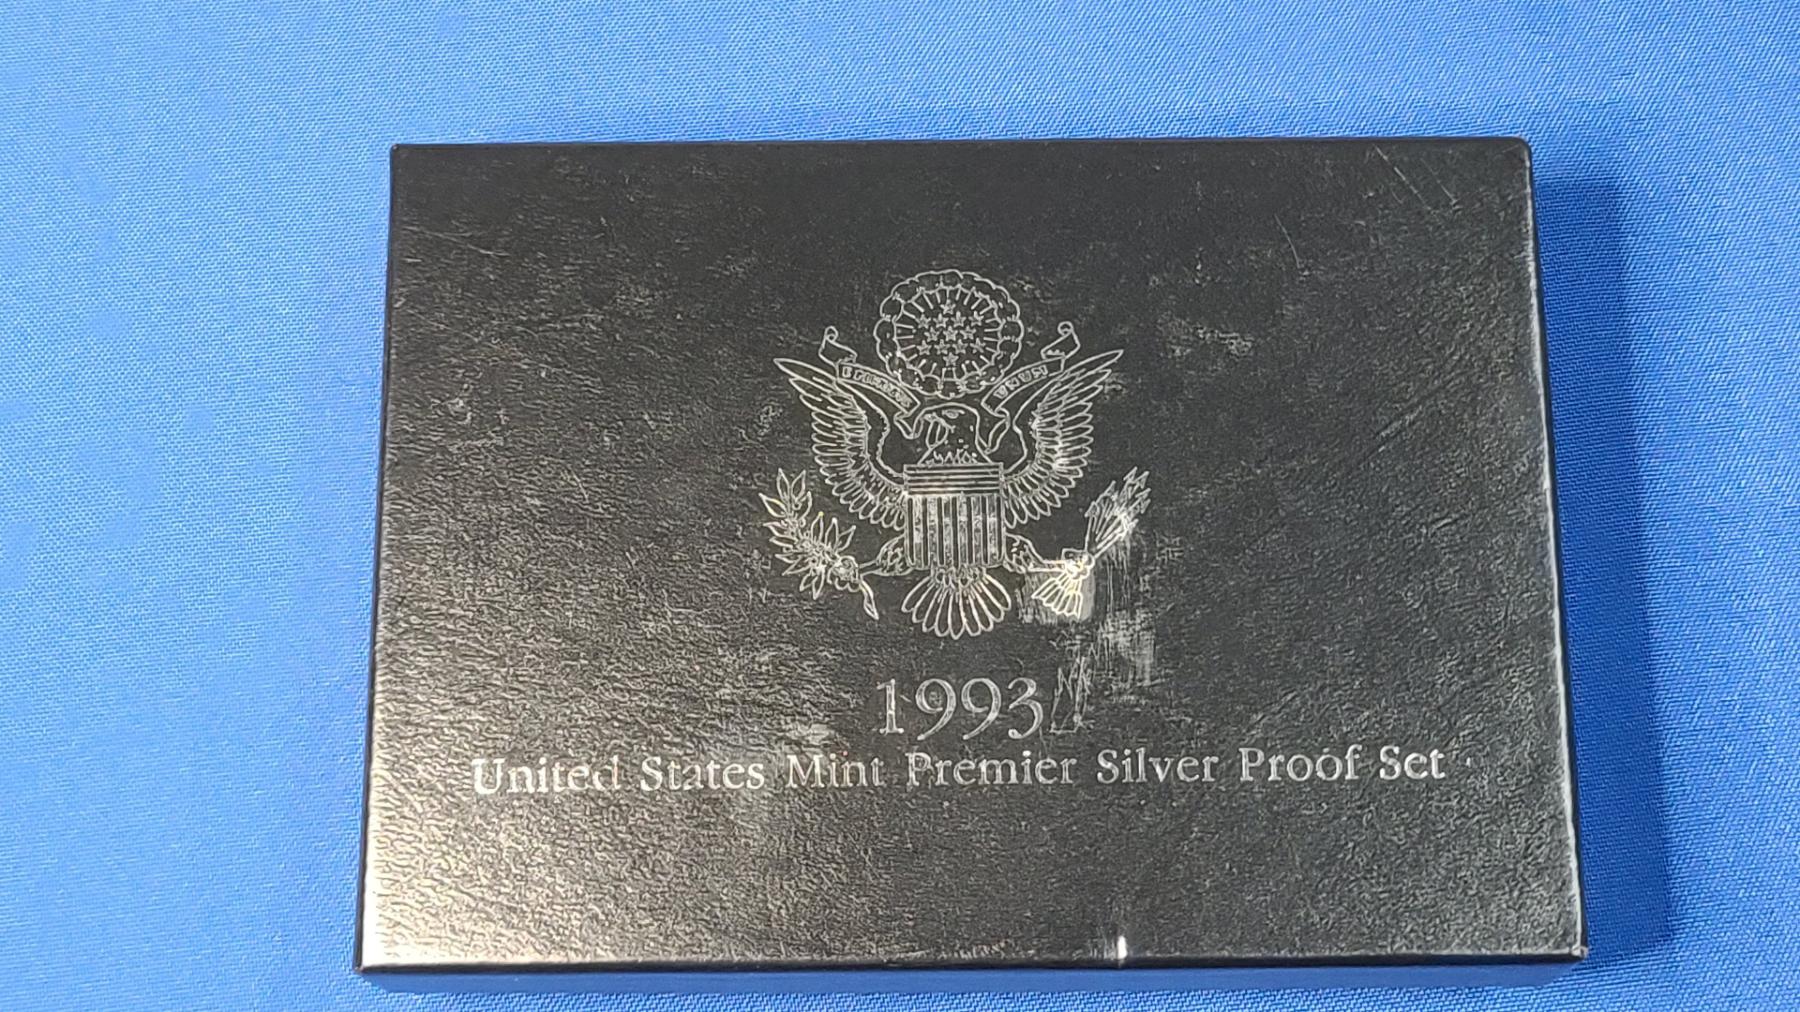 1993
United States Mint Premier Silver Proof Set